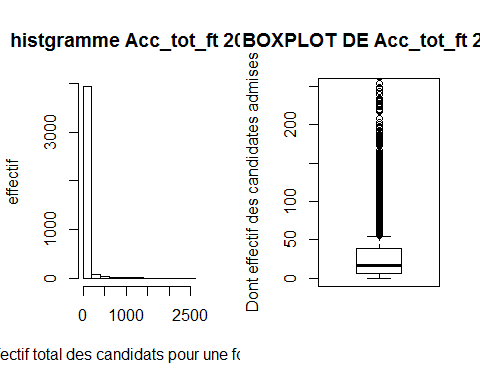 histgramme Acc_tot_ft 20
BOXPLOT DE Acc_tot_ft 2
effectif
3000
1000
0
0 1000 2500
ectif total des candidats pour une fo
Dont effectif des candidates admises
200
100
50
0